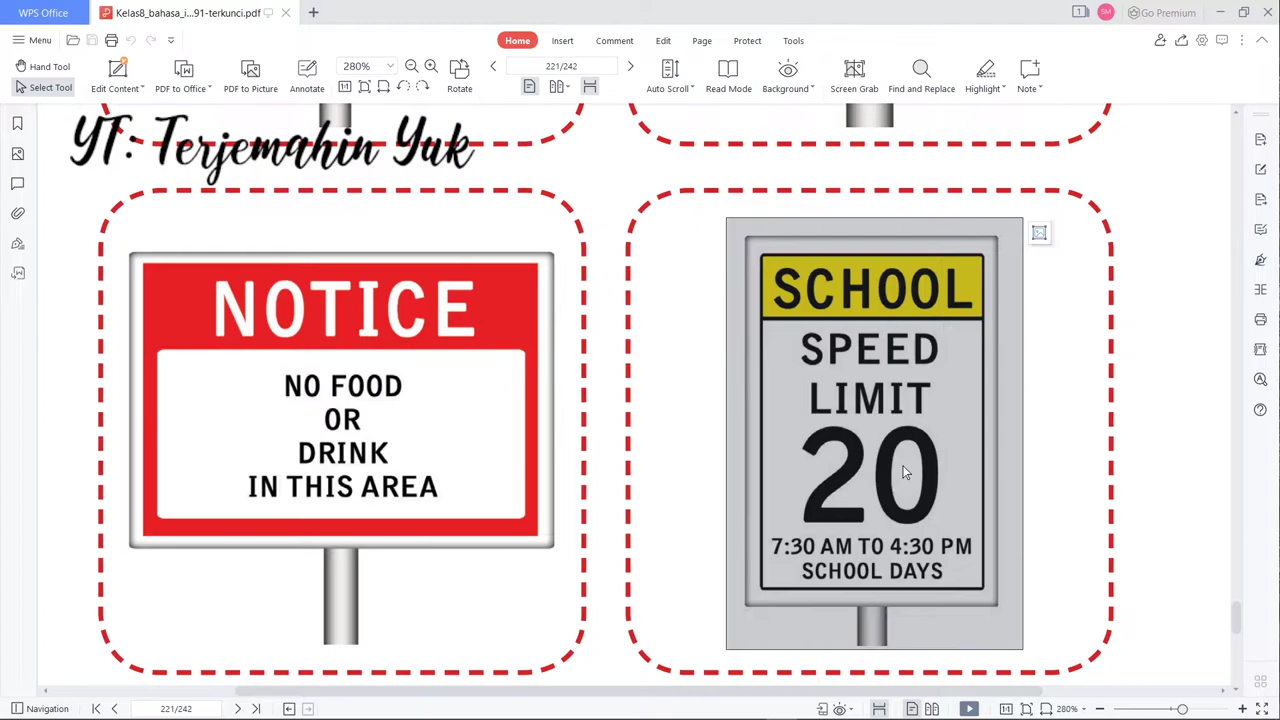 WPS Office
Kelas8_bahasa_i...91-terkunci.pdf
1
SM
Go Premium
Menu
Home
Insert
Comment
Edit
Page
Protect
Tools
Hand Tool
Select Tool
Edit Content
PDF to Office
PDF to Picture
Annotate
280%
Rotate
221/242
Auto Scroll
Read Mode
Background
Screen Grab
Find and Replace
Highlight
Note
YT: Terjemahin Yuk
NOTICE
NO FOOD
OR
DRINK
IN THIS AREA
SCHOOL
SPEED
LIMIT
20
7:30 AM TO 4:30 PM
SCHOOL DAYS
Navigation
221/242
280%